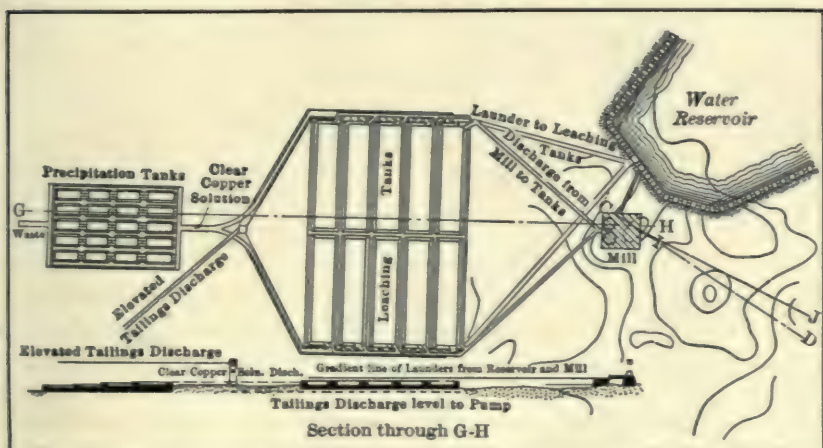 Water
Reservoir
Launder to Leaching
Tanks
Discharge from
Mill to Tanks
Precipitation Tanks
Clear
Copper
Solution
G
Waste
Tanks
Leaching
C
H
Mill
I
J
D
Elevated
Tailings Discharge
Elevated Tailings Discharge
Clear Copper Soln. Disch.
Gradient line of Launders from Reservoir and Mill
Tailings Discharge level to Pump
Section through G-H